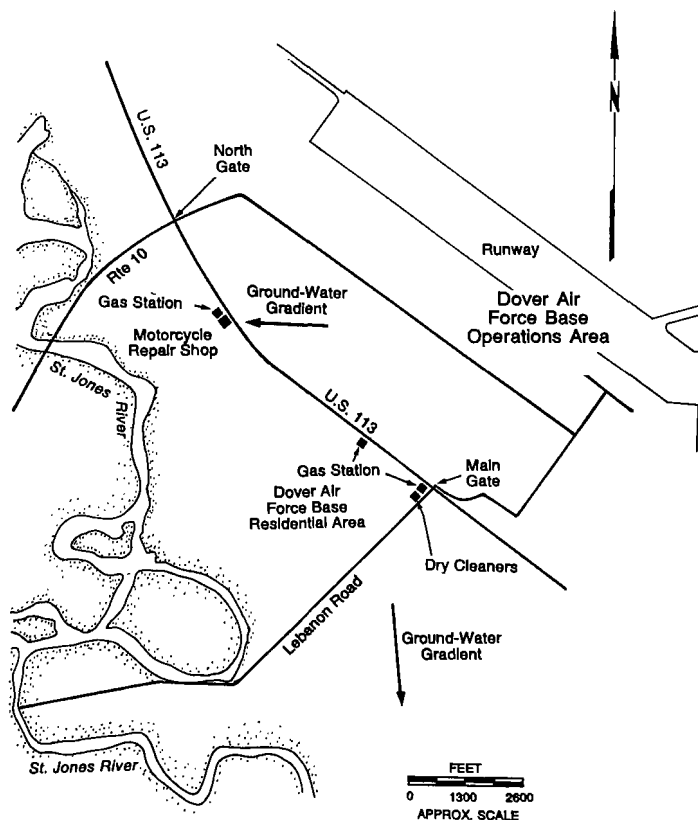 N
U.S. 113
North
Gate
Rte 10
Runway
Dover Air
Force Base
Operations Area
Gas Station
Ground-Water
Gradient
Motorcycle
Repair Shop
St. Jones
River
U.S. 113
Gas Station
Main
Gate
Dover Air
Force Base
Residential Area
Dry Cleaners
Lebanon Road
Ground-Water
Gradient
St. Jones River
FEET
0 1300 2600
APPROX. SCALE